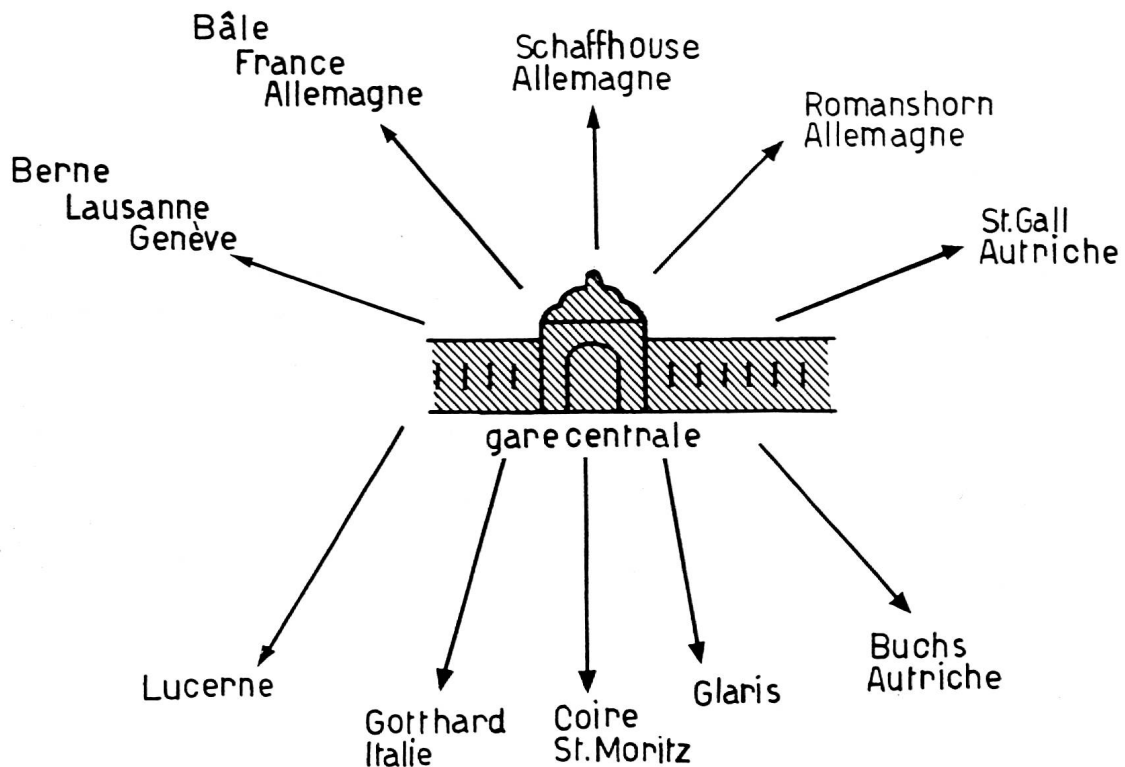 Bâle
France
Allemagne
Schaffhouse
Allemagne
Romanshorn
Allemagne
Berne
Lausanne
Genève
St.Gall
Autriche
gare centrale
Lucerne
Gotthard
Italie
Coire
St.Moritz
Glaris
Buchs
Autriche